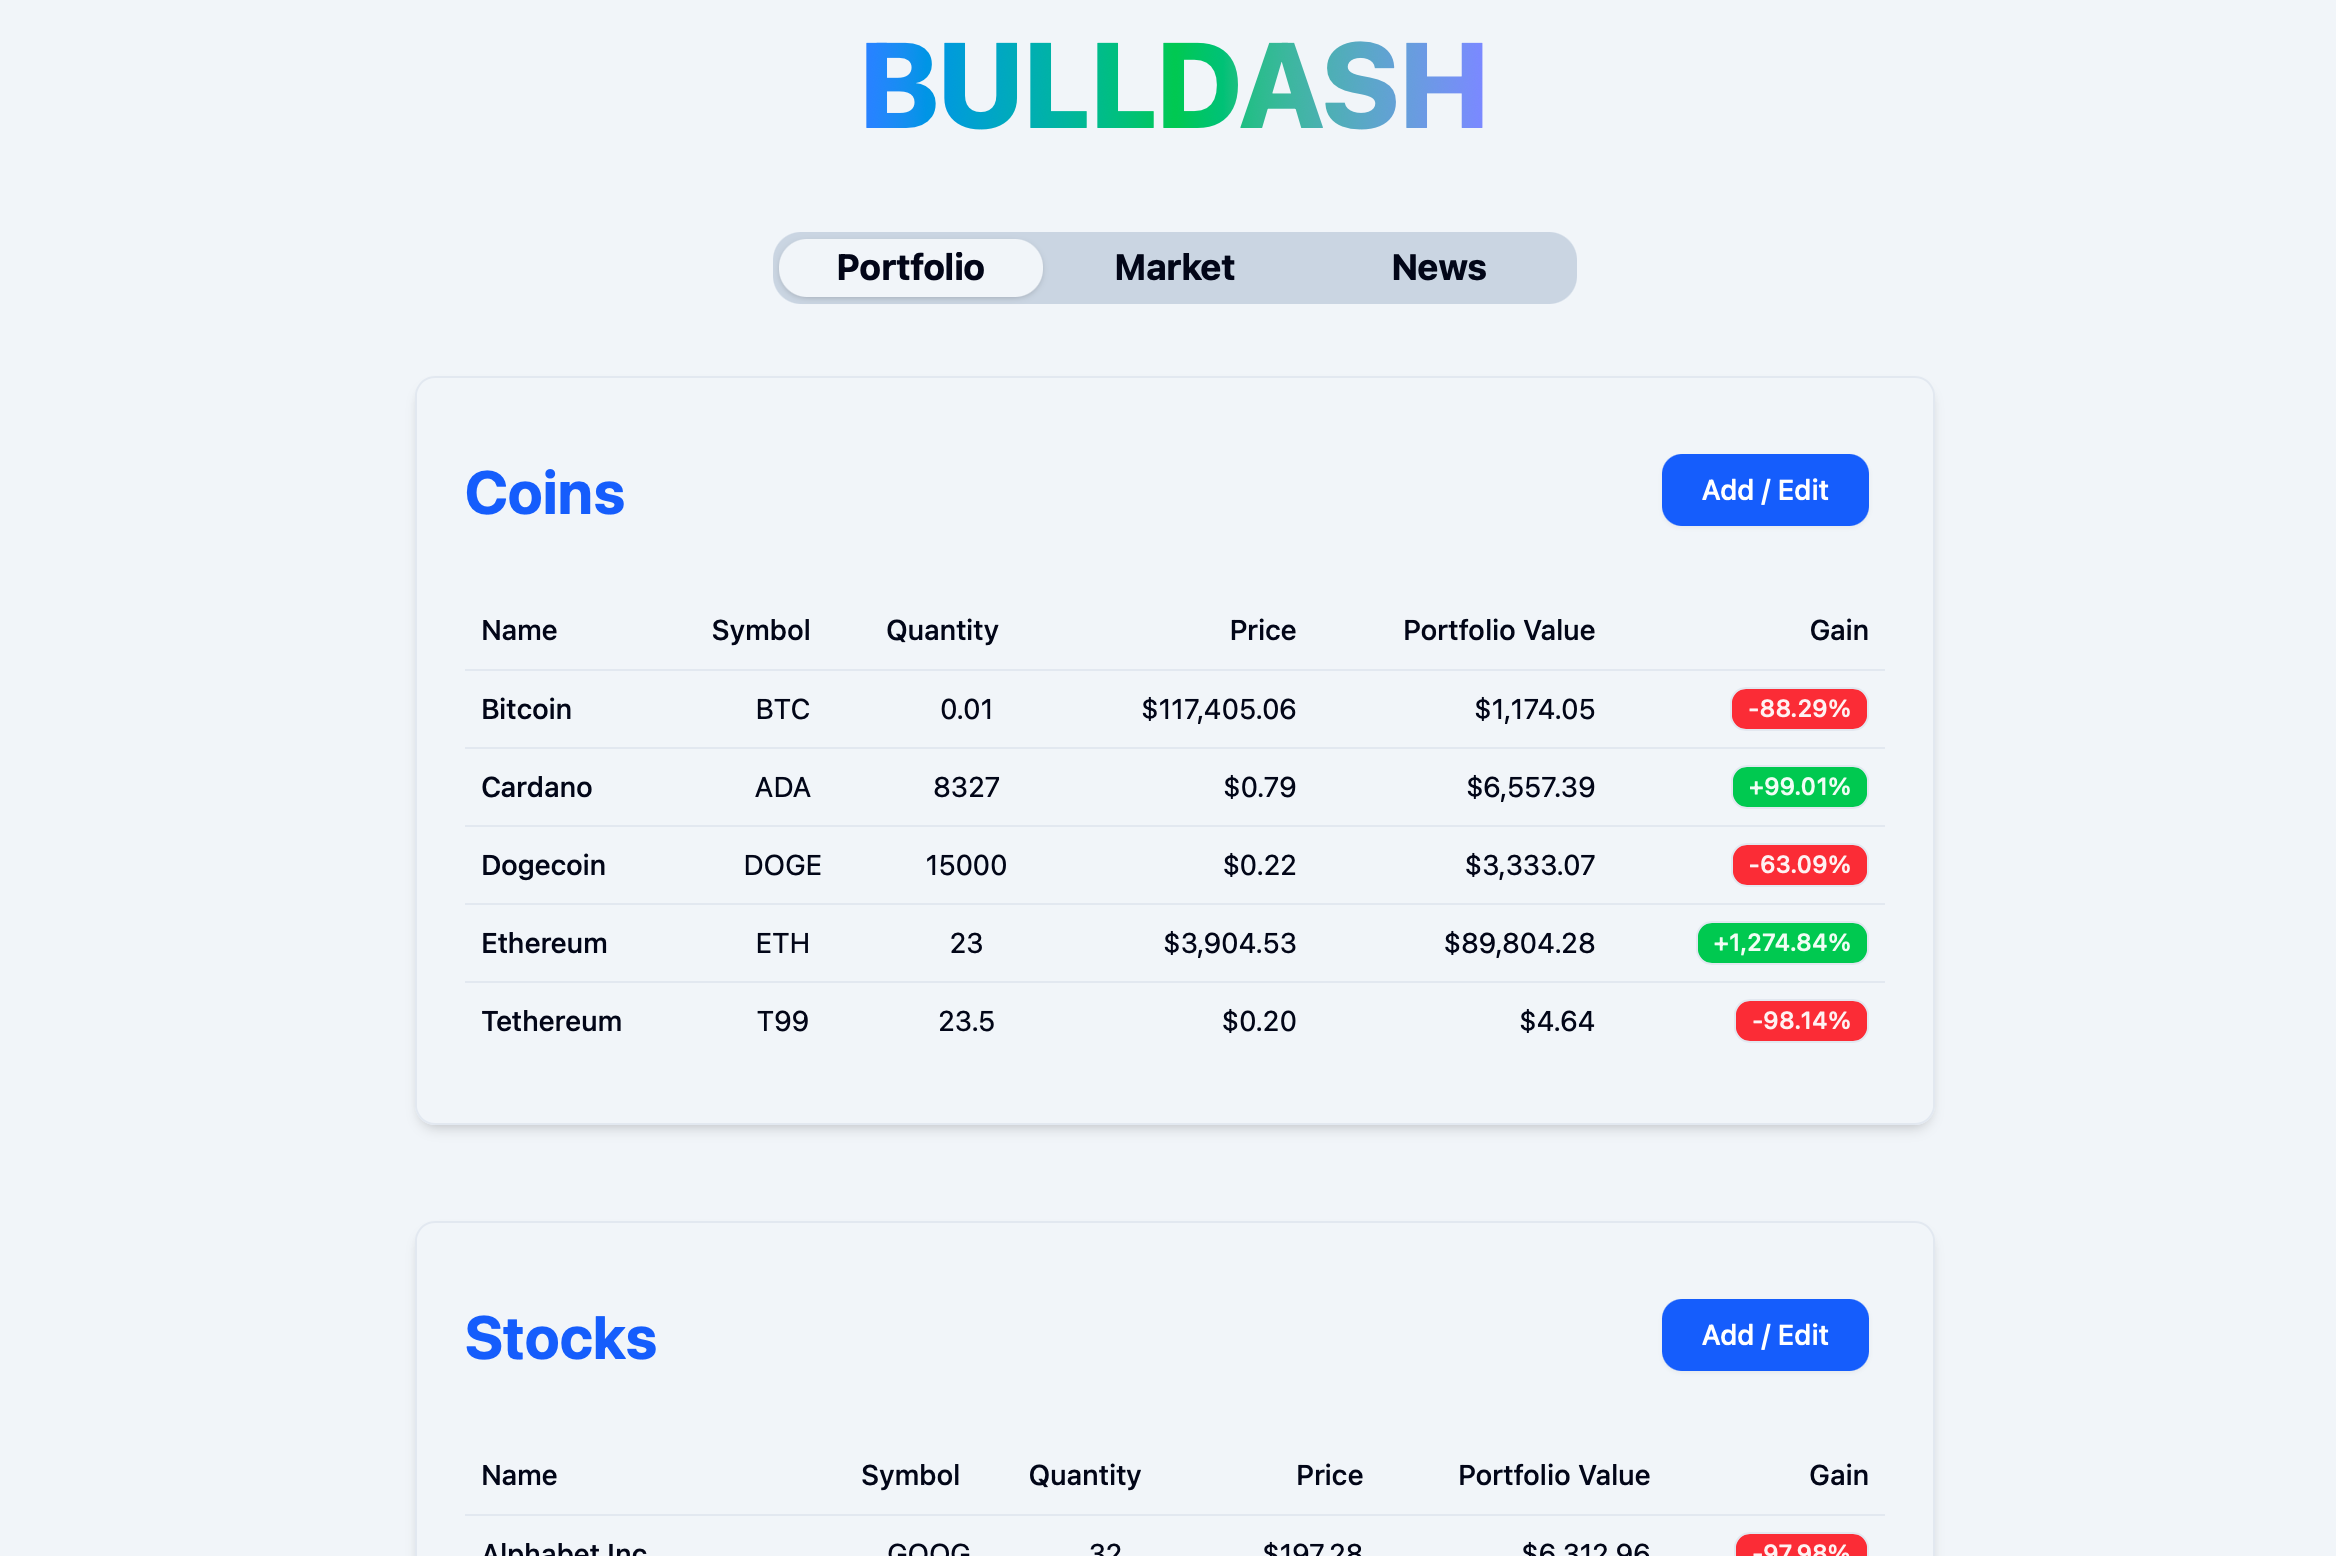 BULLDASH
Portfolio Market News
Coins Add / Edit
Name Symbol Quantity Price Portfolio Value Gain
Bitcoin BTC 0.01 $117,405.06 $1,174.05 -88.29%
Cardano ADA 8327 $0.79 $6,557.39 +99.01%
Dogecoin DOGE 15000 $0.22 $3,333.07 -63.09%
Ethereum ETH 23 $3,904.53 $89,804.28 +1,274.84%
Tethereum T99 23.5 $0.20 $4.64 -98.14%
Stocks Add / Edit
Name Symbol Quantity Price Portfolio Value Gain
Alphabet Inc GOOG 32 $197.28 $6,312.96 -97.98%